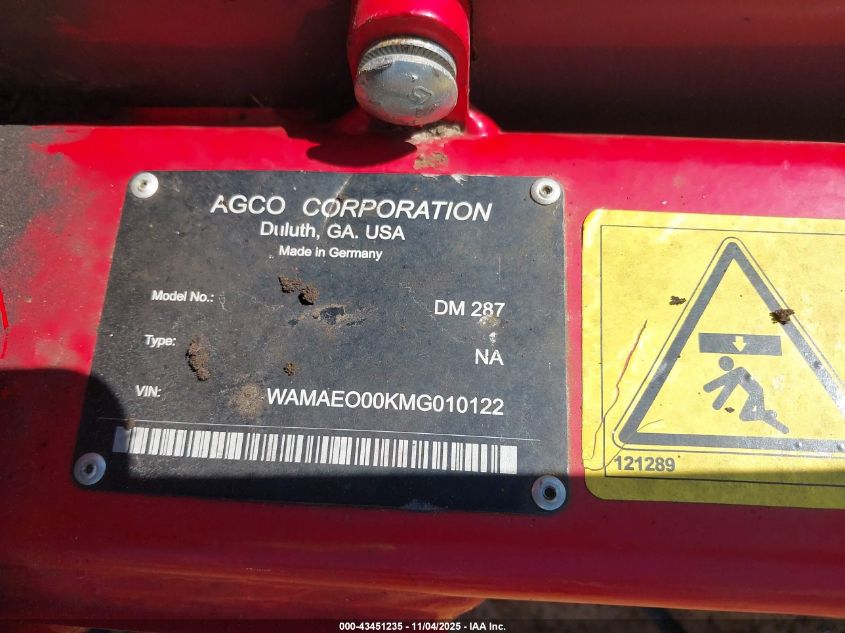 AGCO CORPORATION
Duluth, GA. USA
Made in Germany
Model No.: DM 287
Type: NA
VIN: WAMAEO00KMG010122
121289
000-43451235 - 11/04/2025 - IAA Inc.